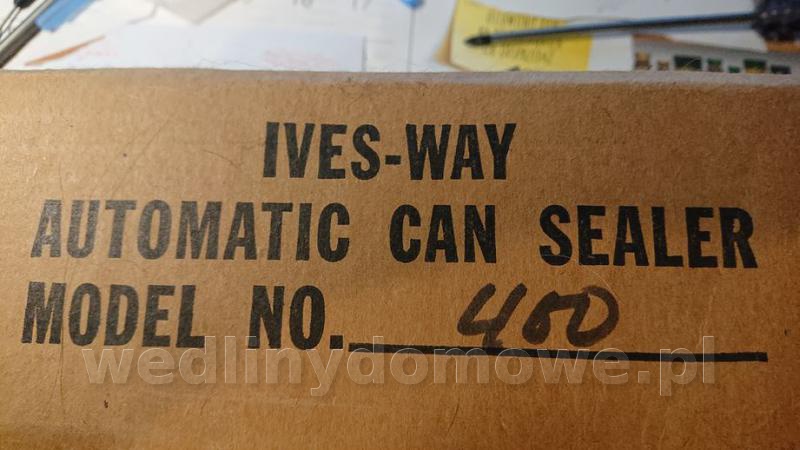 IVES-WAY
AUTOMATIC CAN SEALER
MODEL NO. 400
wedlinydomowe.pl